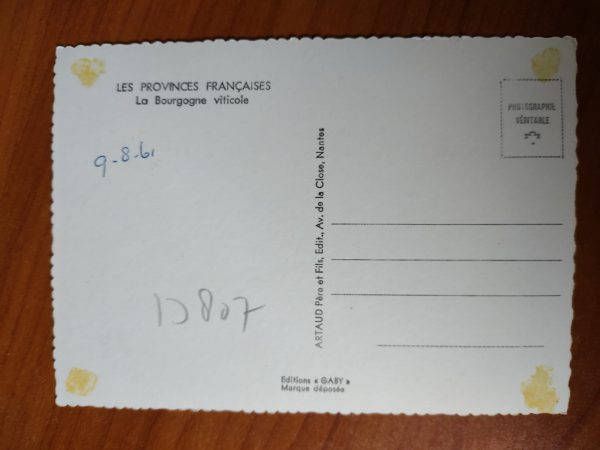 LES PROVINCES FRANÇAISES
La Bourgogne viticole
9-8-61
D 807
ARTAUD Père et Fils, Edit., Av. de la Close, Nantes
PHOTOGRAPHIE
VÉRITABLE
Editions « GABY »
Marque déposée